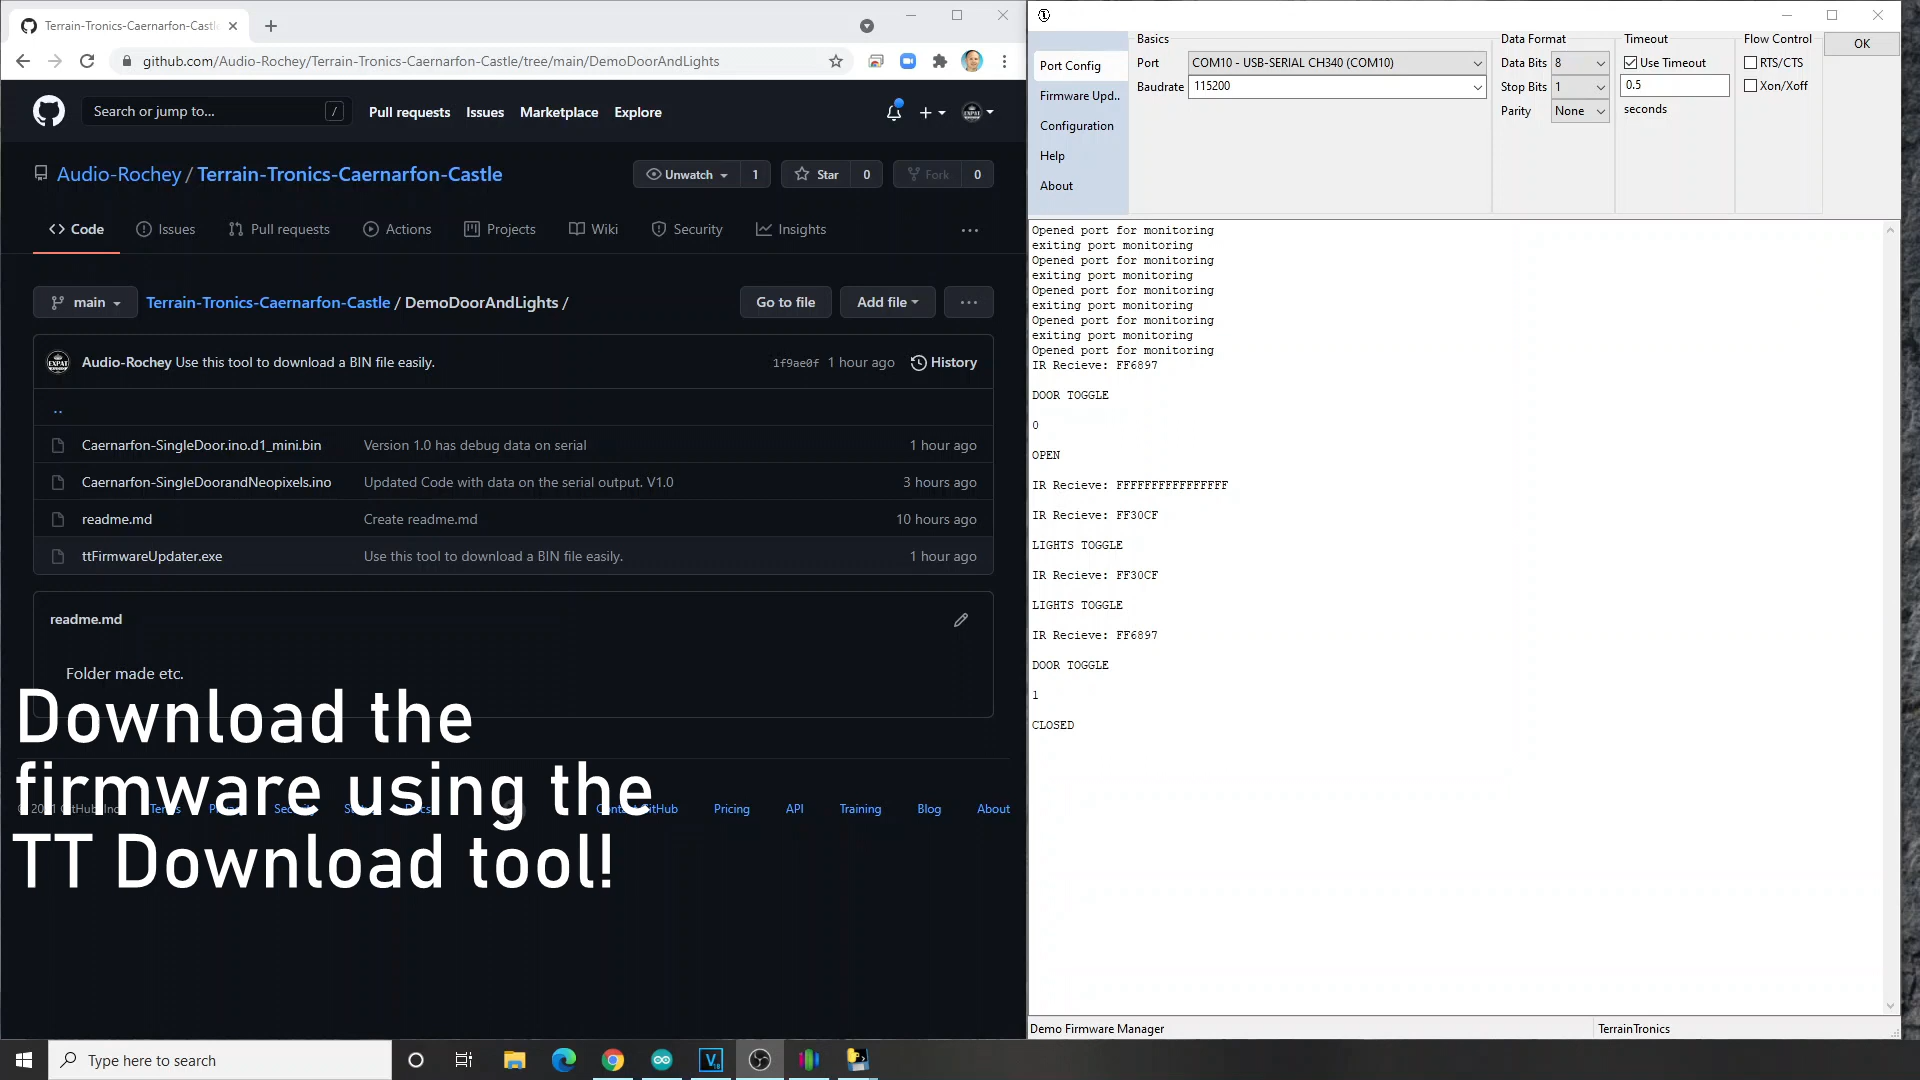 Terrain-Tronics-Caernarfon-Castle
github.com/Audio-Rochey/Terrain-Tronics-Caernarfon-Castle/tree/main/DemoDoorAndLights
Search or jump to... /
Pull requests Issues Marketplace Explore
Audio-Rochey / Terrain-Tronics-Caernarfon-Castle
Unwatch 1 Star 0 Fork 0
Code Issues Pull requests Actions Projects Wiki Security Insights
main Terrain-Tronics-Caernarfon-Castle / DemoDoorAndLights / Go to file Add file
EXPAT Audio-Rochey Use this tool to download a BIN file easily. 1f9ae0f 1 hour ago History
..
Caernarfon-SingleDoor.ino.d1_mini.bin Version 1.0 has debug data on serial 1 hour ago
Caernarfon-SingleDoorandNeopixels.ino Updated Code with data on the serial output. V1.0 3 hours ago
readme.md Create readme.md 10 hours ago
ttFirmwareUpdater.exe Use this tool to download a BIN file easily. 1 hour ago
readme.md
Folder made etc.
Download the
firmware using the
TT Download tool!
GitHub Pricing API Training Blog About
Type here to search
Basics Data Format Timeout Flow Control
Port Config
Firmware Upd..
Configuration
Help
About
Port COM10 - USB-SERIAL CH340 (COM10) Data Bits 8 Use Timeout RTS/CTS OK
Baudrate 115200 Stop Bits 1 0.5 Xon/Xoff
Parity None seconds
Opened port for monitoring
exiting port monitoring
Opened port for monitoring
exiting port monitoring
Opened port for monitoring
exiting port monitoring
Opened port for monitoring
exiting port monitoring
Opened port for monitoring
IR Recieve: FF6897
DOOR TOGGLE
0
OPEN
IR Recieve: FFFFFFFFFFFFFFFF
IR Recieve: FF30CF
LIGHTS TOGGLE
IR Recieve: FF30CF
LIGHTS TOGGLE
IR Recieve: FF6897
DOOR TOGGLE
1
CLOSED
Demo Firmware Manager TerrainTronics